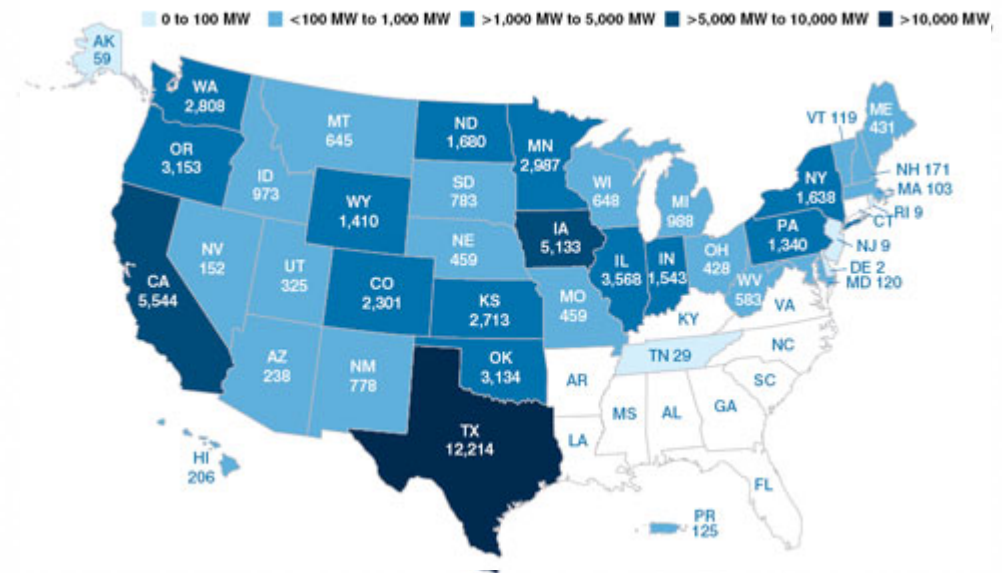 0 to 100 MW
<100 MW to 1,000 MW
>1,000 MW to 5,000 MW
>5,000 MW to 10,000 MW
>10,000 MW
AK
59
WA
2,808
OR
3,153
CA
5,544
ID
973
NV
152
MT
645
WY
1,410
UT
325
AZ
238
CO
2,301
NM
778
ND
1,680
SD
783
NE
459
KS
2,713
OK
3,134
TX
12,214
MN
2,987
IA
5,133
MO
459
AR
LA
WI
648
IL
3,568
MI
988
IN
1,543
OH
428
KY
TN 29
MS
AL
GA
FL
SC
NC
VA
WV
583
PA
1,340
NY
1,638
VT 119
ME
431
NH 171
MA 103
RI 9
CT
NJ 9
DE 2
MD 120
HI
206
PR
125